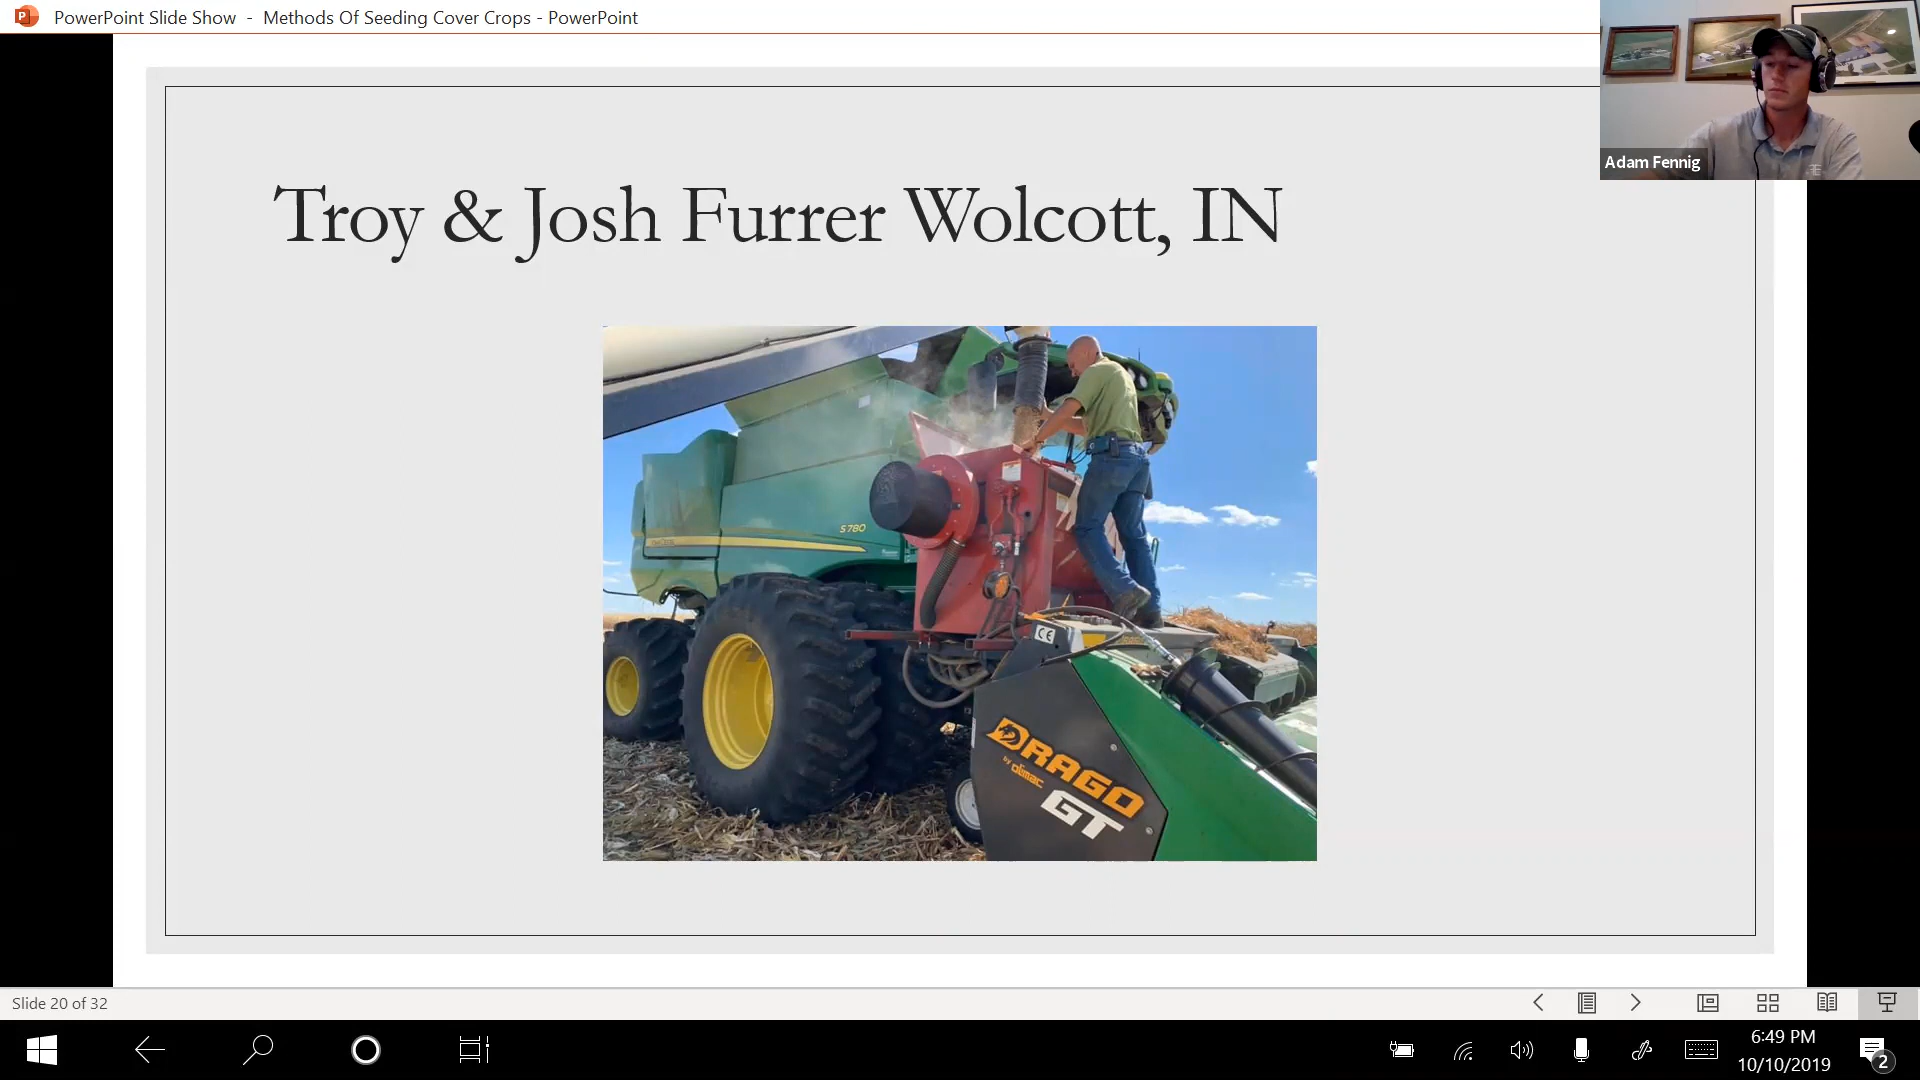 PowerPoint Slide Show - Methods Of Seeding Cover Crops - PowerPoint
Adam Fennig
Troy & Josh Furrer Wolcott, IN
S780
CE
DRAGO
by olimac
GT
Slide 20 of 32
6:49 PM
10/10/2019
2